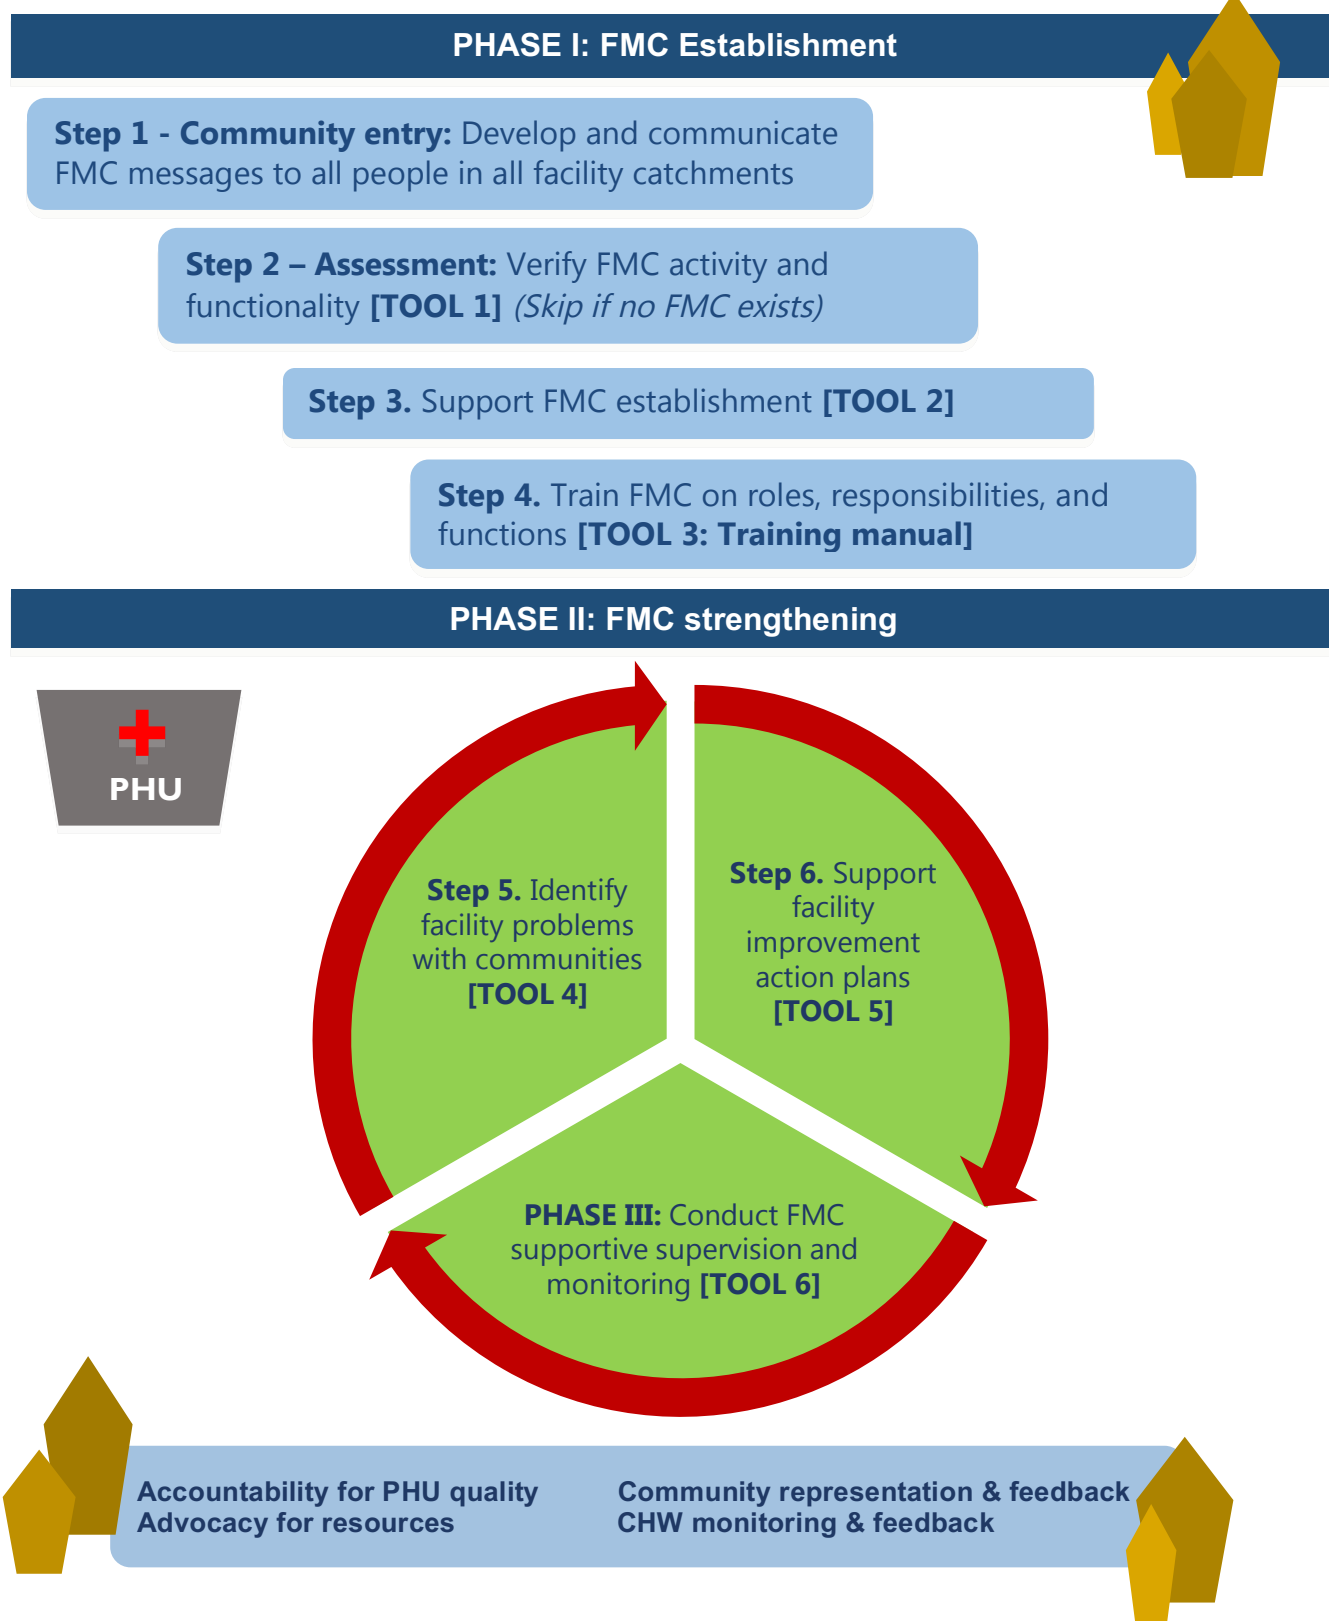 PHASE I: FMC Establishment
Step 1 - Community entry: Develop and communicate
FMC messages to all people in all facility catchments
Step 2 – Assessment: Verify FMC activity and
functionality [TOOL 1] (Skip if no FMC exists)
Step 3. Support FMC establishment [TOOL 2]
Step 4. Train FMC on roles, responsibilities, and
functions [TOOL 3: Training manual]
PHASE II: FMC strengthening
PHU
Step 5. Identify
facility problems
with communities
[TOOL 4]
Step 6. Support
facility
improvement
action plans
[TOOL 5]
PHASE III: Conduct FMC
supportive supervision and
monitoring [TOOL 6]
Accountability for PHU quality
Advocacy for resources
Community representation & feedback
CHW monitoring & feedback